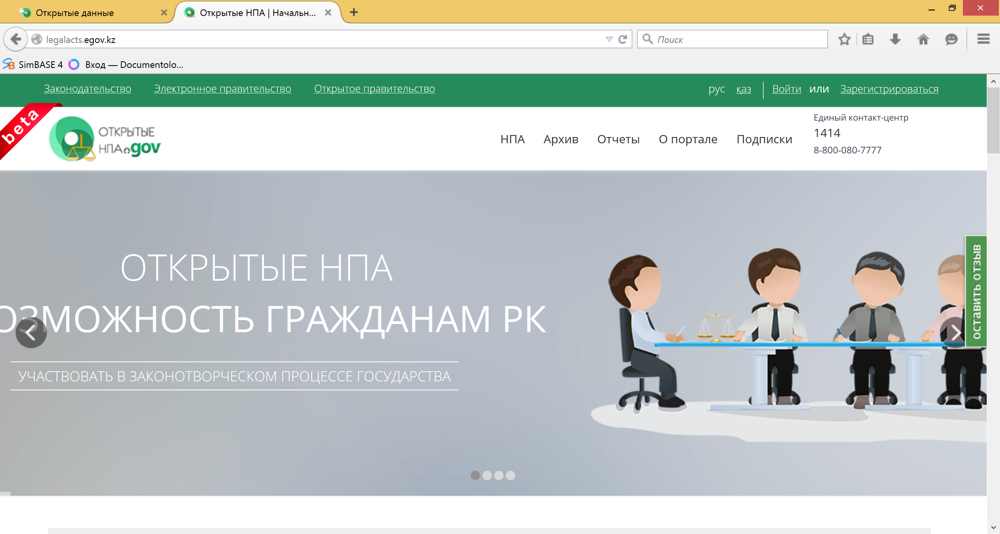 Открытые данные
Открытые НПА | Начальн...
legalacts.egov.kz
Поиск
SimBASE 4
Вход — Documentolo...
Законодательство
Электронное правительство
Открытое правительство
рус
қаз
Войти или Зарегистрироваться
beta
ОТКРЫТЫЕ
НПА.gov
НПА
Архив
Отчеты
О портале
Подписки
Единый контакт-центр
1414
8-800-080-7777
ОТКРЫТЫЕ НПА
ОЗМОЖНОСТЬ ГРАЖДАНАМ РК
УЧАСТВОВАТЬ В ЗАКОНОТВОРЧЕСКОМ ПРОЦЕССЕ ГОСУДАРСТВА
оставить отзыв